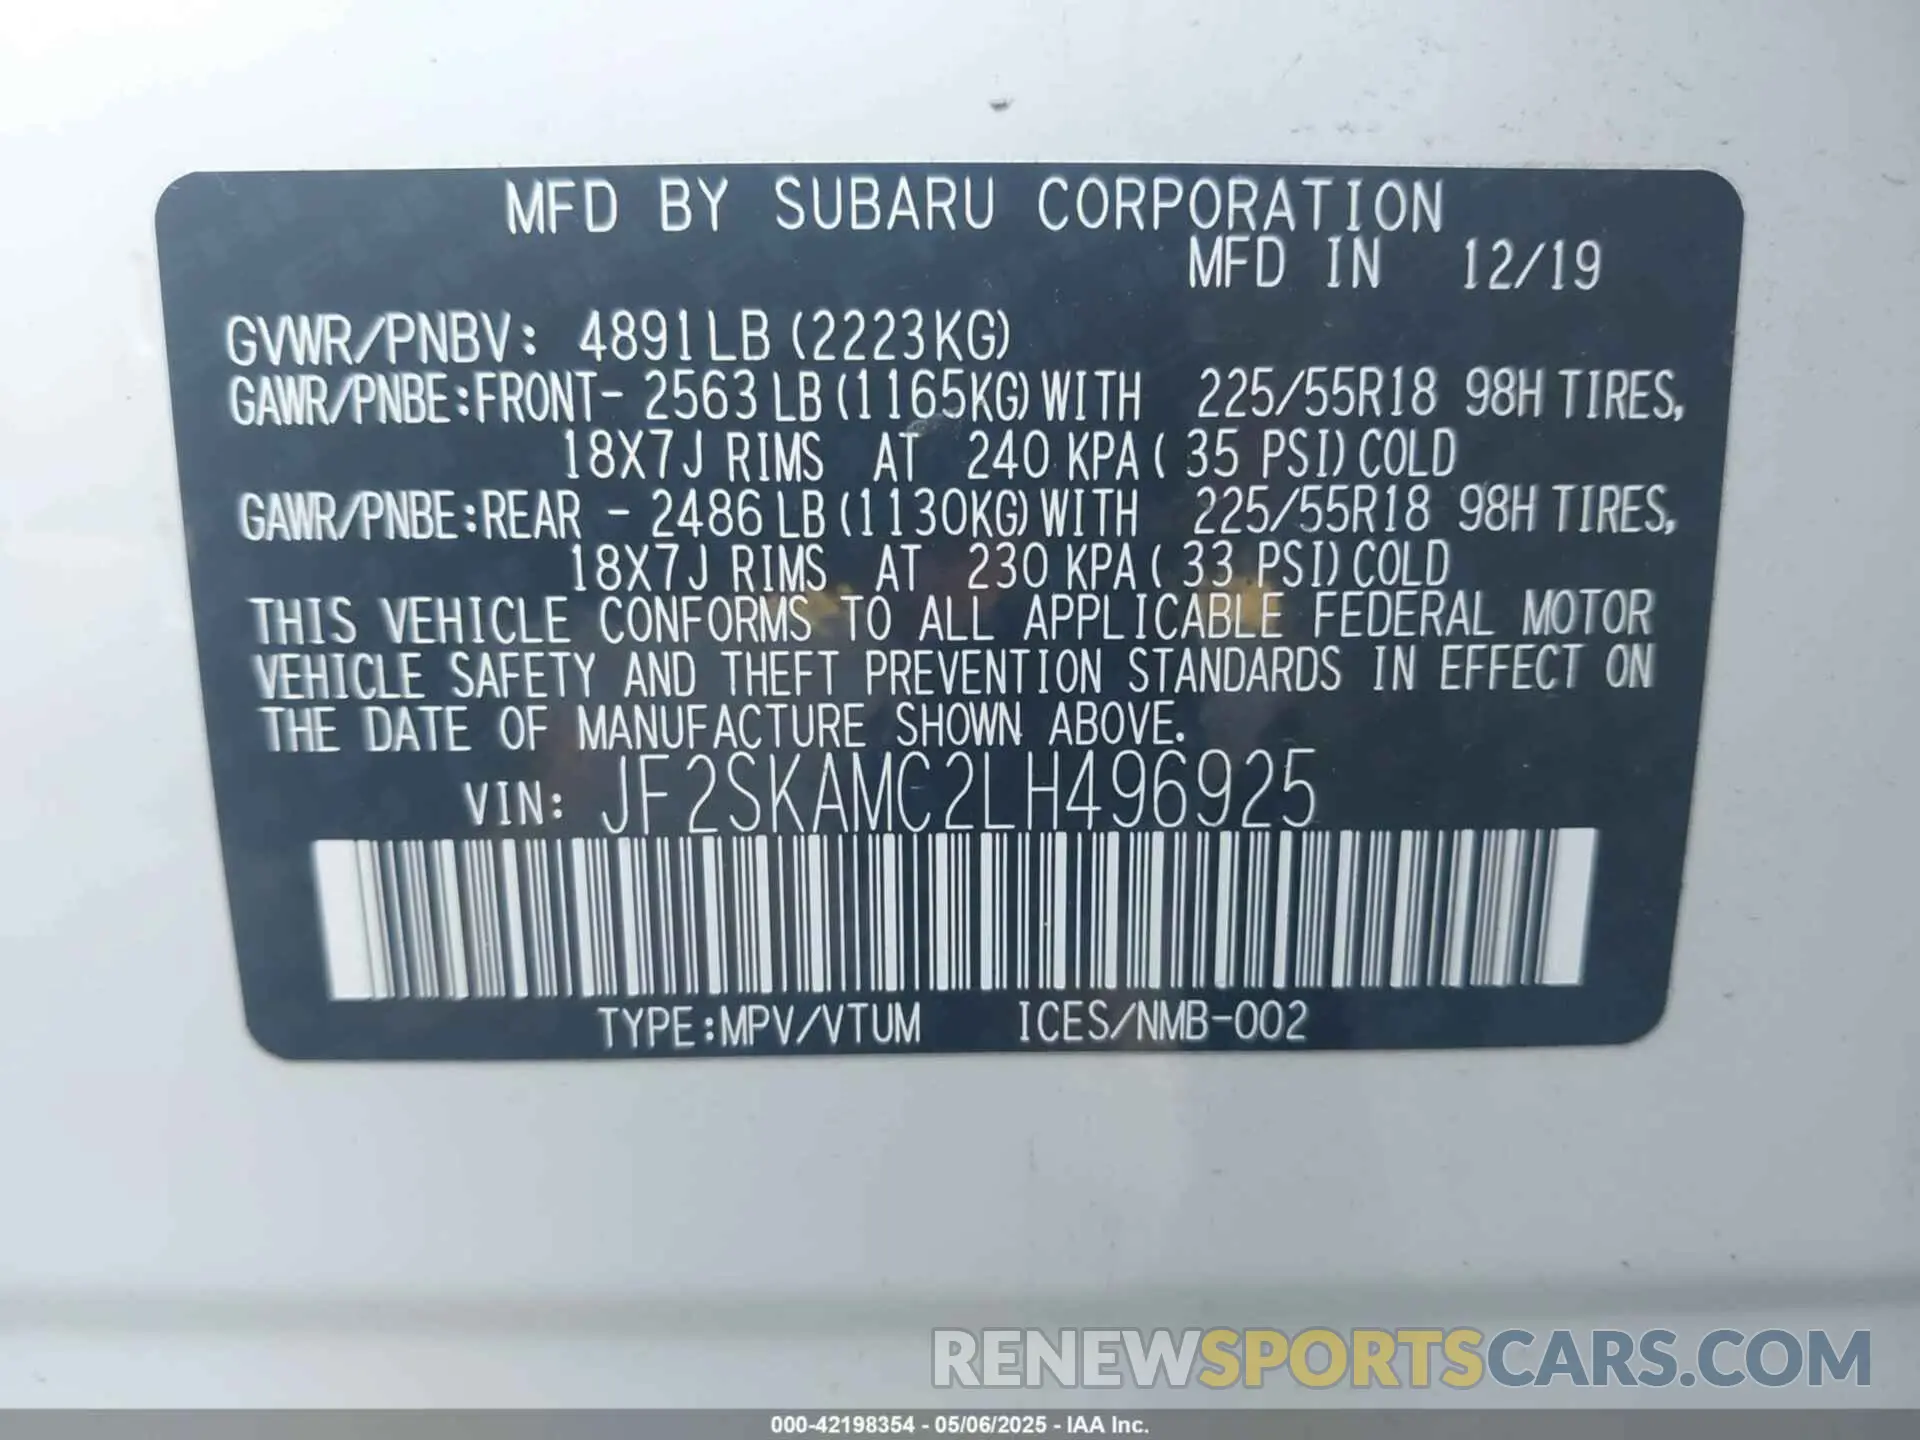 MFD BY SUBARU CORPORATION
MFD IN 12/19
GVWR/PNBV: 4891LB (2223KG)
GAWR/PNBE:FRONT- 2563 LB (1165KG) WITH 225/55R18 98H TIRES,
18X7J RIMS AT 240 KPA ( 35 PSI) COLD
GAWR/PNBE:REAR - 2486 LB (1130KG) WITH 225/55R18 98H TIRES,
18X7J RIMS AT 230 KPA ( 33 PSI) COLD
THIS VEHICLE CONFORMS TO ALL APPLICABLE FEDERAL MOTOR
VEHICLE SAFETY AND THEFT PREVENTION STANDARDS IN EFFECT ON
THE DATE OF MANUFACTURE SHOWN ABOVE.
VIN: JF2SKAMC2LH496925
TYPE:MPV/VTUM ICES/NMB-002
RENEWSPORTSCARS.COM
000-42198354 - 05/06/2025 - IAA Inc.